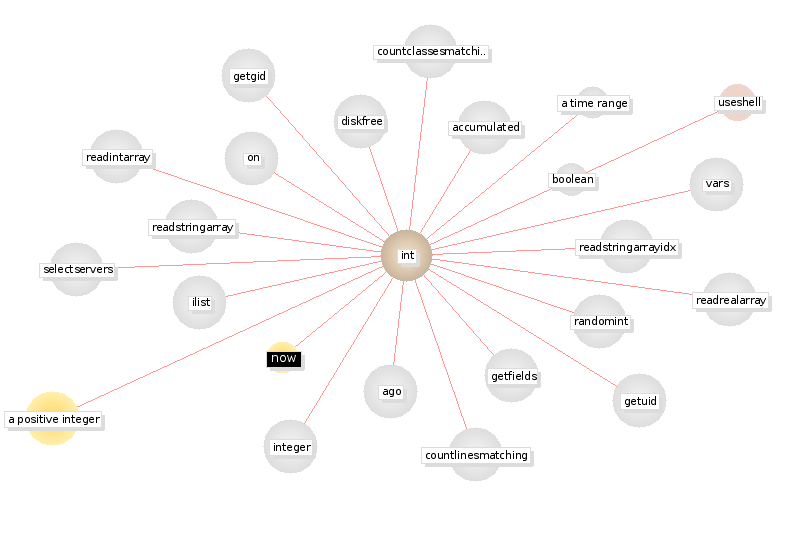 countclassesmatchi..
getgid
a time range
useshell
diskfree
accumulated
readintarray
on
boolean
vars
readstringarray
readstringarrayidx
int
selectservers
ilist
readrealarray
randomint
now
getfields
ago
getuid
a positive integer
integer
countlinesmatching